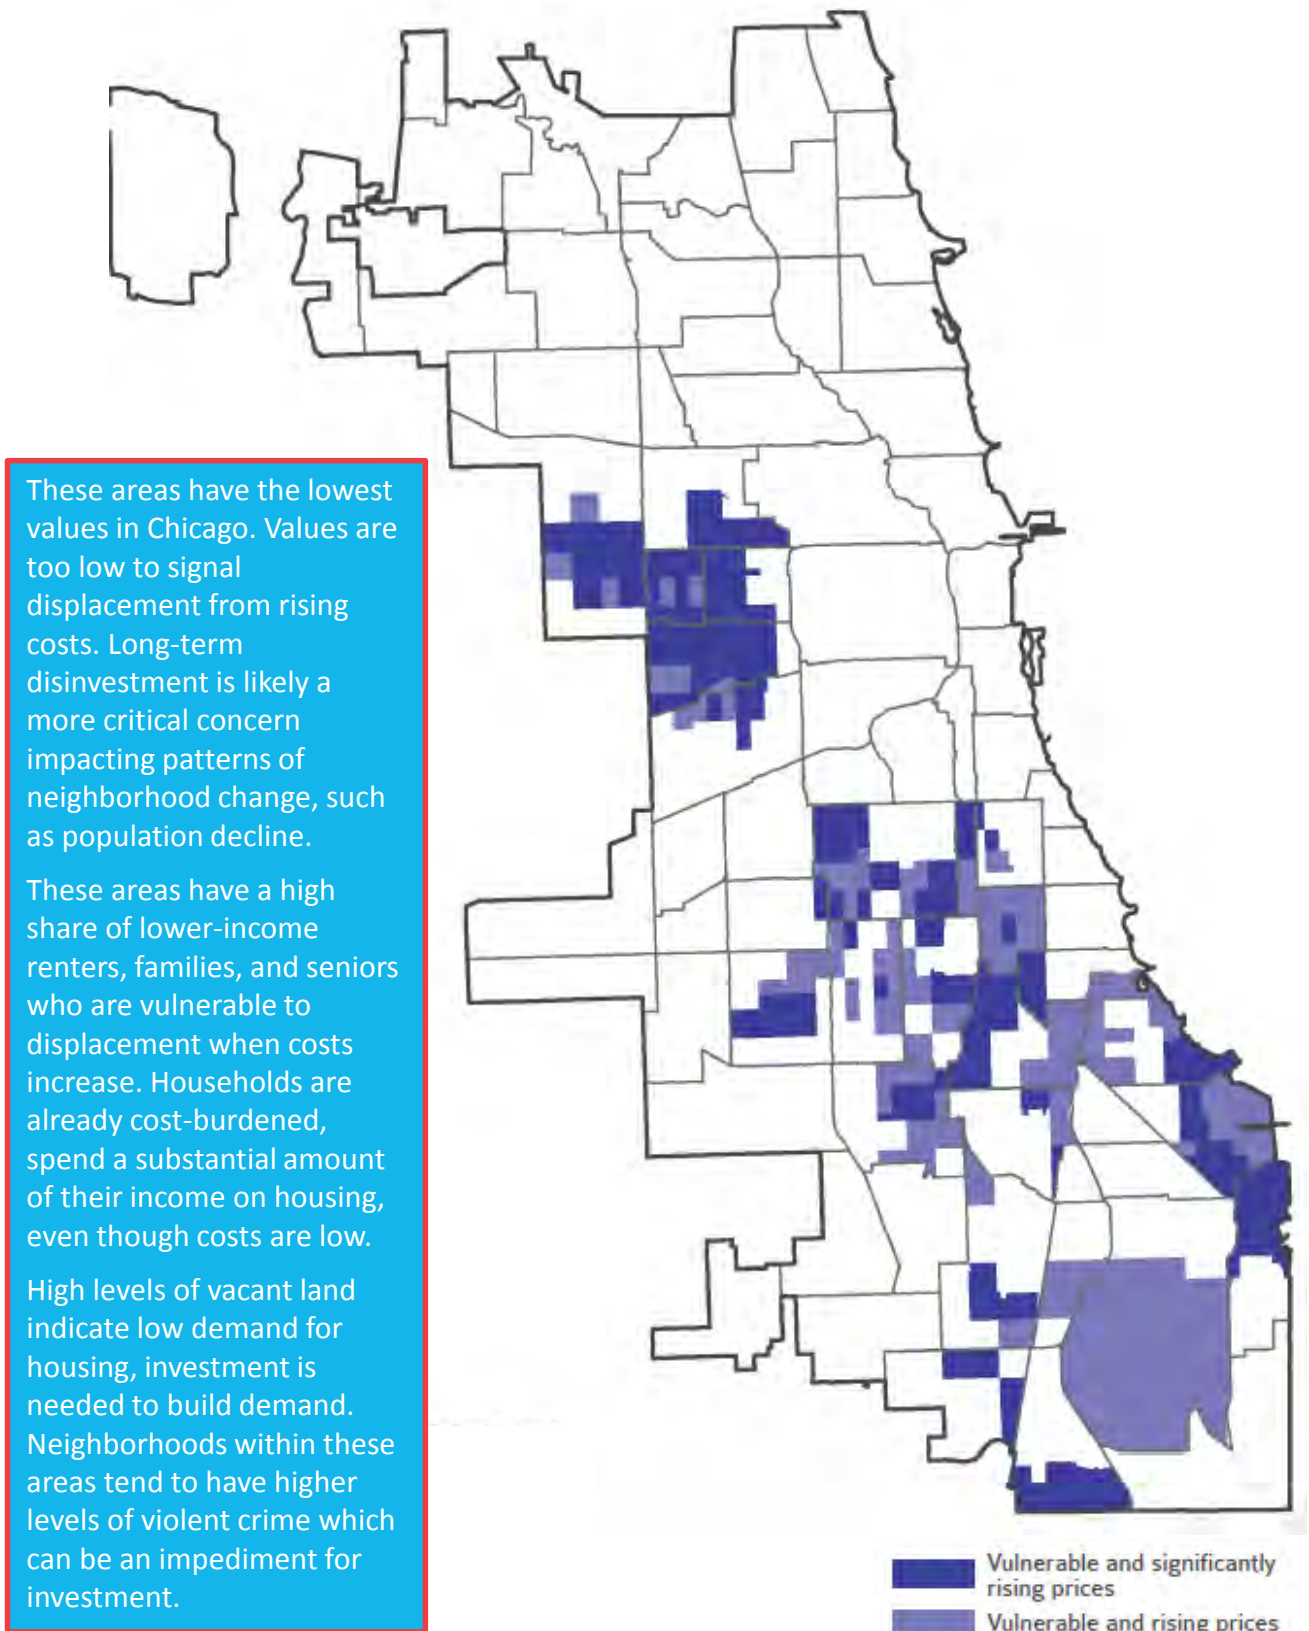 These areas have the lowest
values in Chicago. Values are
too low to signal
displacement from rising
costs. Long-term
disinvestment is likely a
more critical concern
impacting patterns of
neighborhood change, such
as population decline.
These areas have a high
share of lower-income
renters, families, and seniors
who are vulnerable to
displacement when costs
increase. Households are
already cost-burdened,
spend a substantial amount
of their income on housing,
even though costs are low.
High levels of vacant land
indicate low demand for
housing, investment is
needed to build demand.
Neighborhoods within these
areas tend to have higher
levels of violent crime which
can be an impediment for
investment.
Vulnerable and significantly
rising prices
Vulnerable and rising prices